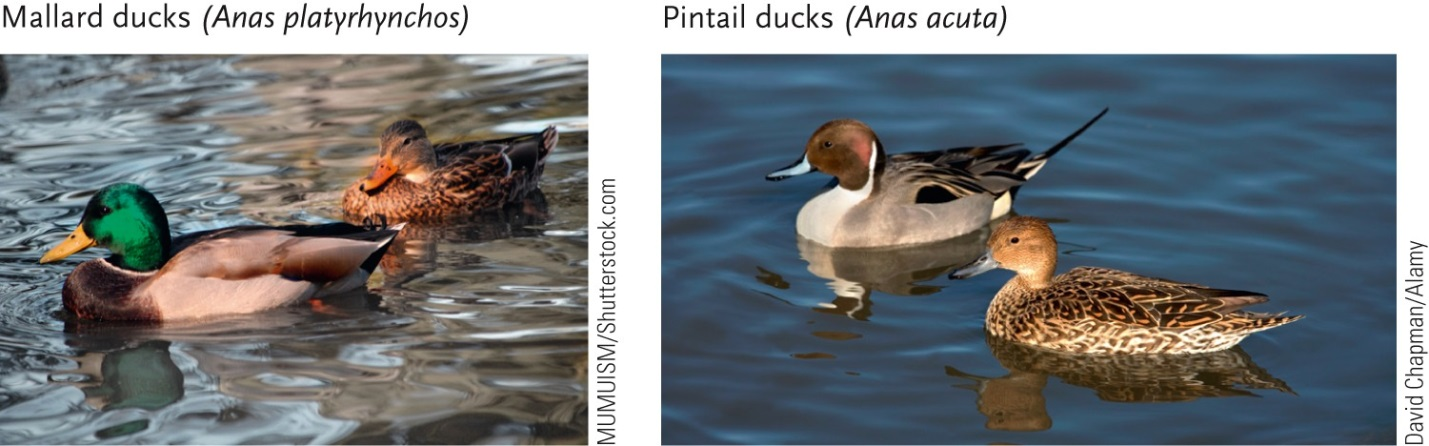 Mallard ducks (Anas platyrhynchos)
Pintail ducks (Anas acuta)
MUMUISM/Shutterstock.com
David Chapman/Alamy